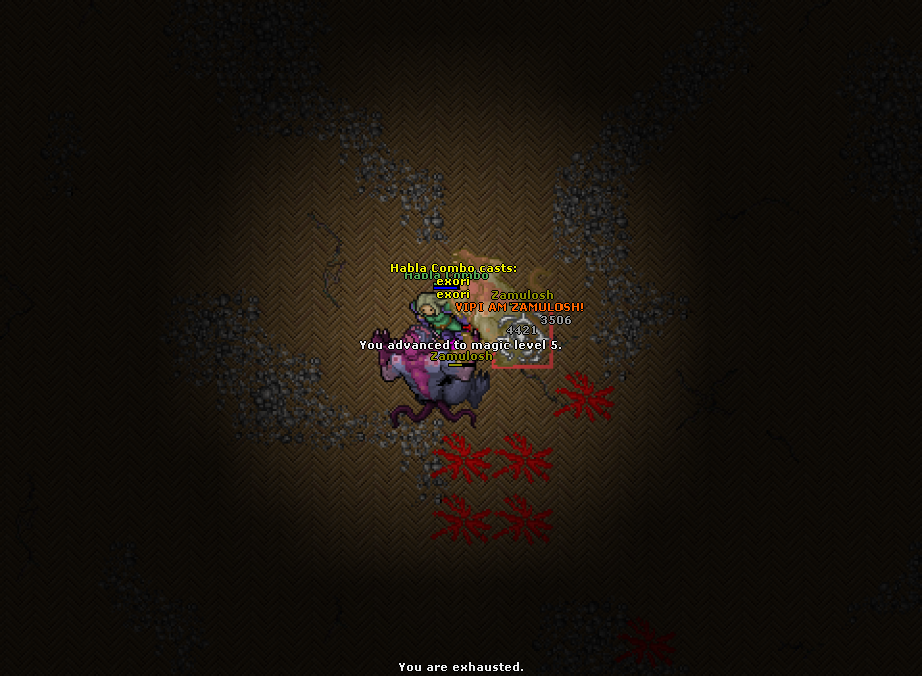 Habla Combo casts:
Habla Combo
exori
exori
Zamulosh
VIPI AM ZAMULOSH!
3506
4421
You advanced to magic level 5.
Zamulosh
You are exhausted.